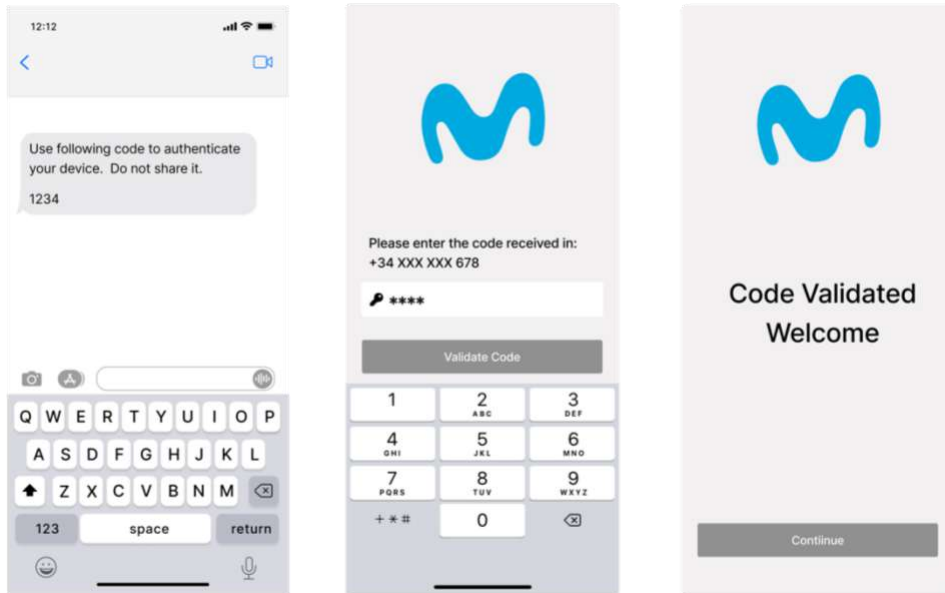 12:12
Use following code to authenticate
your device. Do not share it.
1234
Q W E R T Y U I O P
A S D F G H J K L
Z X C V B N M
123 space return
Please enter the code received in:
+34 XXX XXX 678
****
Validate Code
1 2 3
ABC DEF
4 5 6
GHI JKL MNO
7 8 9
PQRS TUV WXYZ
+*# 0
Code Validated
Welcome
Contiinue